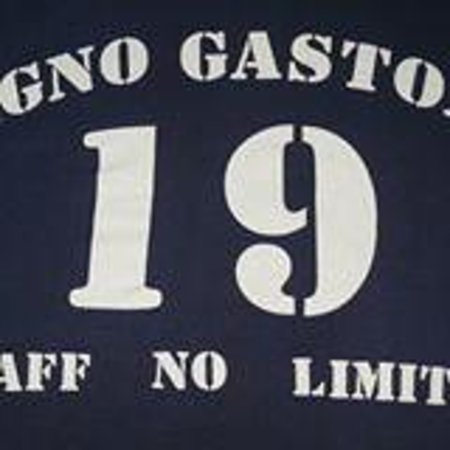 GNO GASTO
19
AFF NO LIMIT